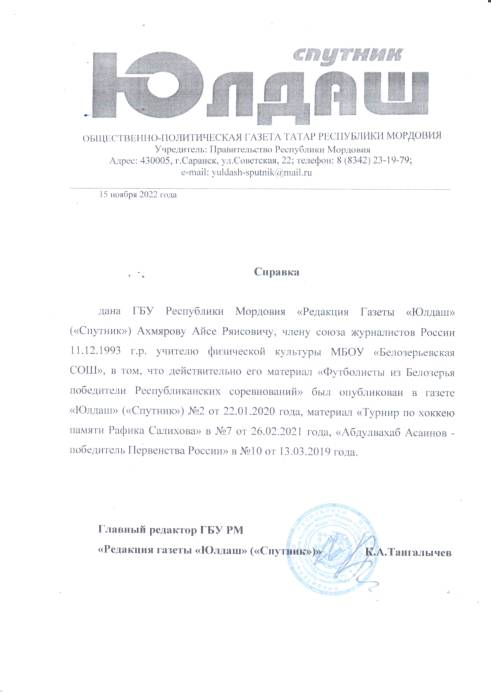 спутник
Юлдаш
ОБЩЕСТВЕННО-ПОЛИТИЧЕСКАЯ ГАЗЕТА ТАТАР РЕСПУБЛИКИ МОРДОВИЯ
Учредитель: Правительство Республики Мордовия
Адрес: 430005, г.Саранск, ул.Советская, 22; телефон: 8 (8342) 23-19-79;
e-mail: yuldash-sputnik@mail.ru
15 ноября 2022 года
Справка
дана ГБУ Республики Мордовия «Редакция Газеты «Юлдаш»
(«Спутник») Ахмярову Айсе Ряисовичу, члену союза журналистов России
11.12.1993 г.р. учителю физической культуры МБОУ «Белозерьевская
СОШ», в том, что действительно его материал «Футболисты из Белозерья
победители Республиканских соревнований» был опубликован в газете
«Юлдаш» («Спутник») №2 от 22.01.2020 года, материал «Турнир по хоккею
памяти Рафика Салихова» в №7 от 26.02.2021 года, «Абдулвахаб Асаинов -
победитель Первенства России» в №10 от 13.03.2019 года.
Главный редактор ГБУ РМ
«Редакция газеты «Юлдаш» («Спутник»)» К.А.Тангалычев